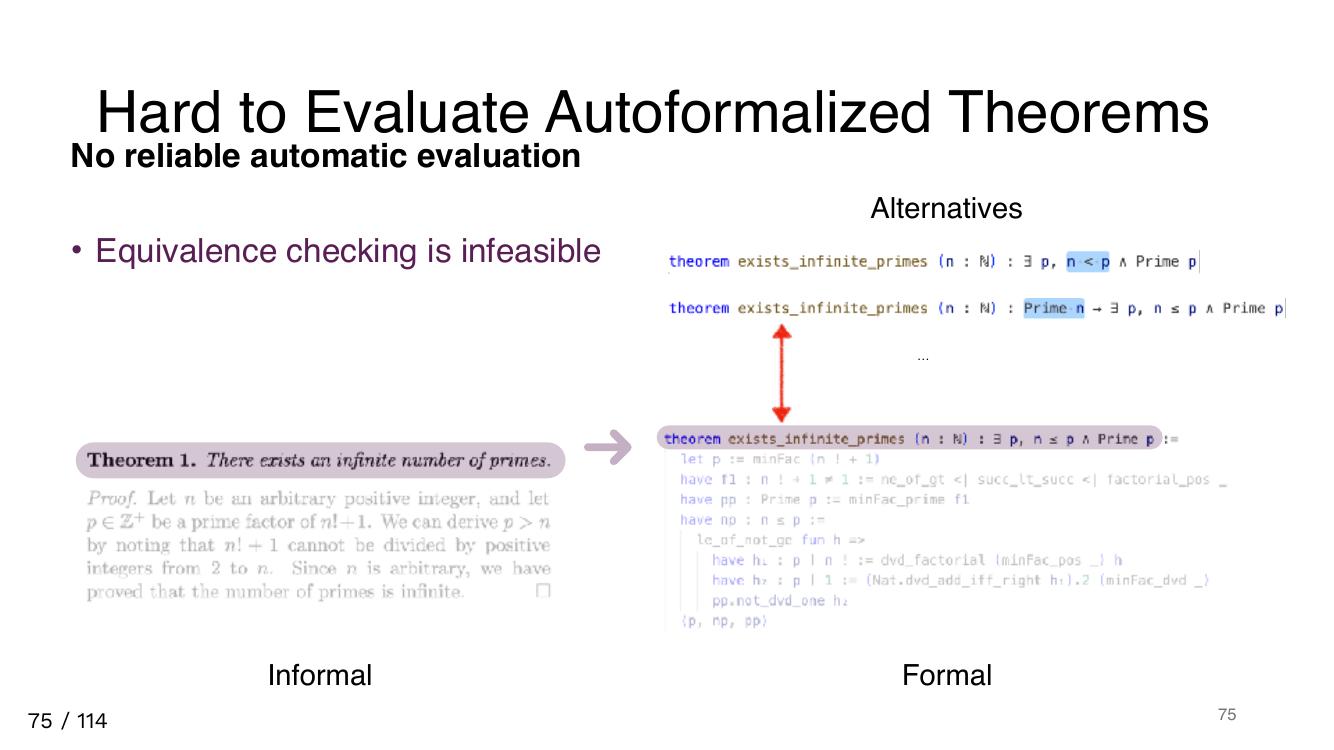 Hard to Evaluate Autoformalized Theorems
No reliable automatic evaluation
• Equivalence checking is infeasible
Alternatives
theorem exists_infinite_primes (n : ℕ) : ∃ p, n < p ∧ Prime p
theorem exists_infinite_primes (n : ℕ) : Prime n → ∃ p, n ≤ p ∧ Prime p
...
Theorem 1. There exists an infinite number of primes.
Proof. Let n be an arbitrary positive integer, and let
p ∈ ℤ⁺ be a prime factor of n!+1. We can derive p > n
by noting that n! + 1 cannot be divided by positive
integers from 2 to n. Since n is arbitrary, we have
proved that the number of primes is infinite. □
theorem exists_infinite_primes (n : ℕ) : ∃ p, n ≤ p ∧ Prime p :=
let p := minFac (n ! + 1)
have f1 : n ! + 1 ≠ 1 := ne_of_gt <| succ_lt_succ <| factorial_pos _
have pp : Prime p := minFac_prime f1
have np : n ≤ p :=
le_of_not_ge fun h =>
have h₁ : p ∣ n ! := dvd_factorial (minFac_pos _) h
have h₂ : p ∣ 1 := (Nat.dvd_add_iff_right h₁).2 (minFac_dvd _)
pp.not_dvd_one h₂
⟨p, np, pp⟩
Informal
Formal
75 / 114
75